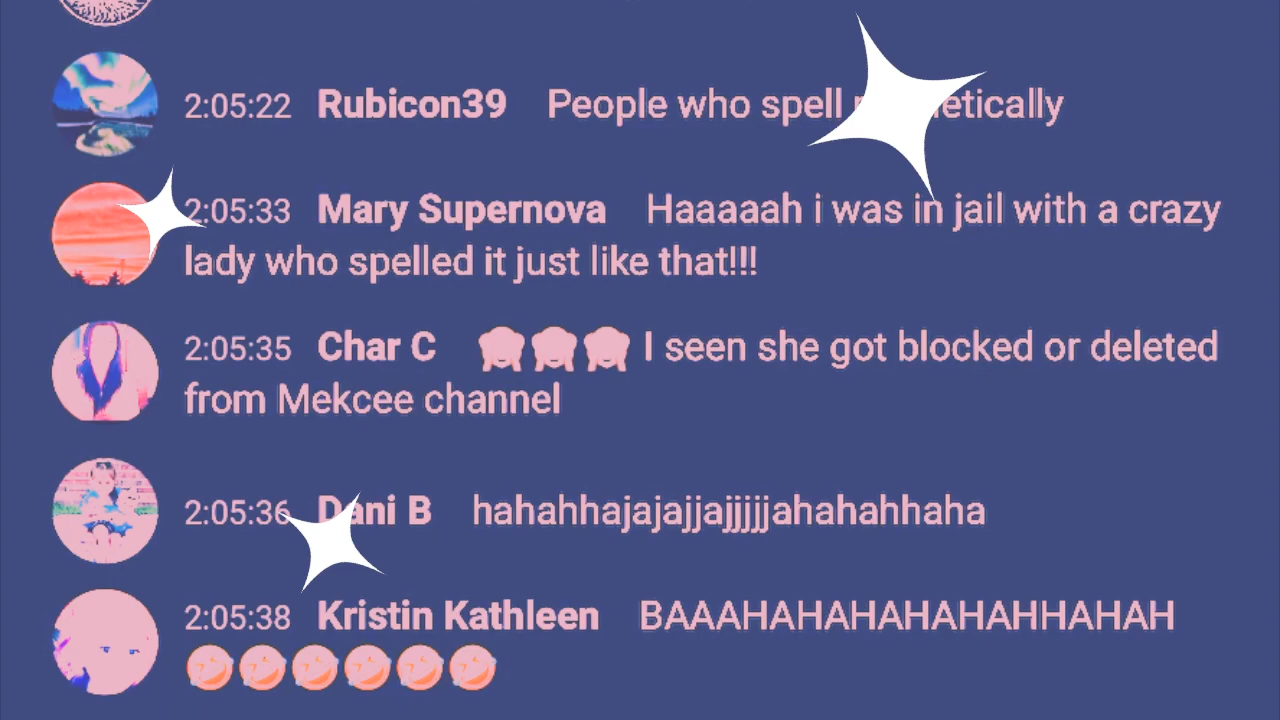 2:05:22 Rubicon39 People who spell
2:05:33 Mary Supernova Haaaaah i was in jail with a crazy
lady who spelled it just like that!!!
2:05:35 Char C 🙈🙈🙈 I seen she got blocked or deleted
from Mekcee channel
2:05:36 Dani B hahahhajajajjajjjjjjahahahhaha
2:05:38 Kristin Kathleen BAAAHAHAHAHAHAHHAHAH
🤣🤣🤣🤣🤣🤣